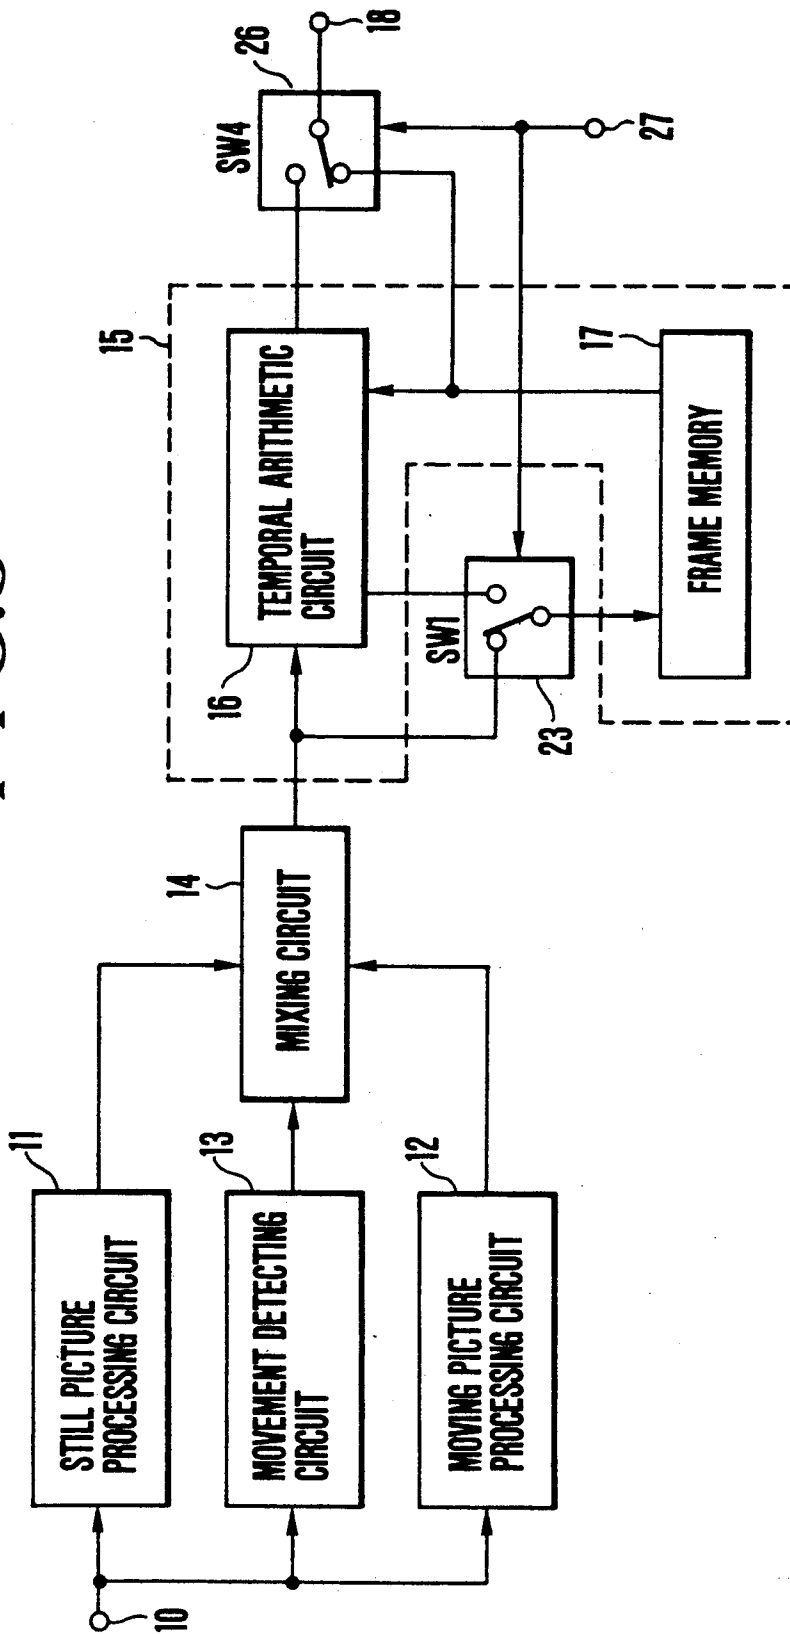 10
11
STILL PICTURE
PROCESSING CIRCUIT
13
MOVEMENT DETECTING
CIRCUIT
12
MOVING PICTURE
PROCESSING CIRCUIT
14
MIXING CIRCUIT
15
16
TEMPORAL ARITHMETIC
CIRCUIT
SW1
23
17
FRAME MEMORY
SW4
26
18
27